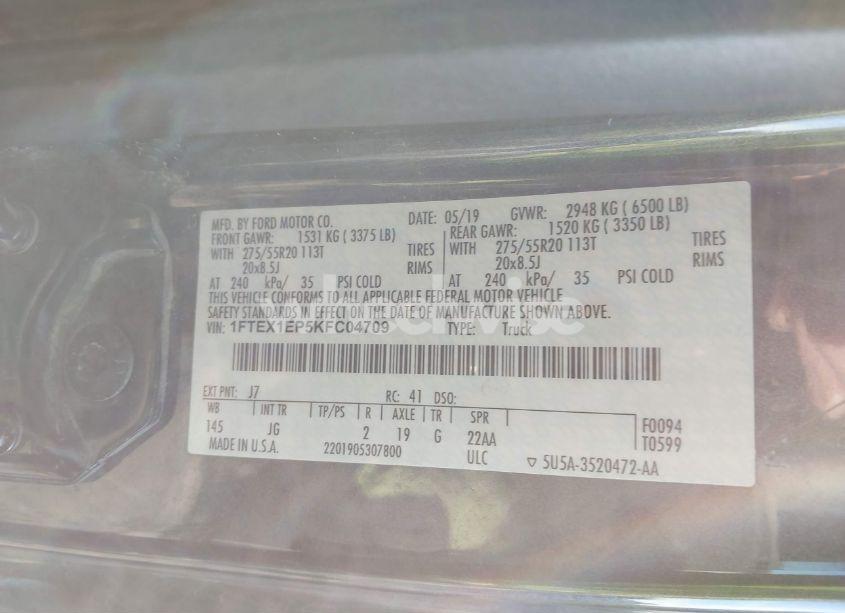 MFD. BY FORD MOTOR CO. DATE: 05/19 GVWR: 2948 KG ( 6500 LB)
FRONT GAWR: 1531 KG ( 3375 LB) REAR GAWR: 1520 KG ( 3350 LB)
WITH 275/55R20 113T TIRES WITH 275/55R20 113T TIRES
20x8.5J RIMS 20x8.5J RIMS
AT 240 kPa/ 35 PSI COLD AT 240 kPa/ 35 PSI COLD
THIS VEHICLE CONFORMS TO ALL APPLICABLE FEDERAL MOTOR VEHICLE
SAFETY STANDARDS IN EFFECT ON THE DATE OF MANUFACTURE SHOWN ABOVE.
VIN: 1FTEX1EP5KFC04709 TYPE: Truck
EXT PNT: J7 RC: 41 DSO:
WB INT TR TP/PS R AXLE TR SPR
145 JG 2 19 G 22AA F0094
MADE IN U.S.A. 2201905307800 ULC ▽ 5U5A-3520472-AA T0599